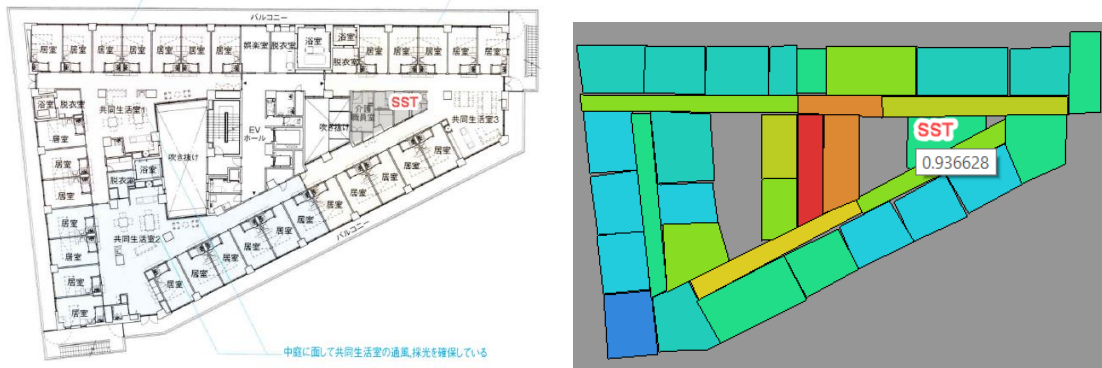 バルコニー
居室 居室 居室 居室 居室 居室 娯楽室 脱衣室 浴室 浴室 居室 居室 居室 居室 居室
脱衣室
浴室 脱衣室 共同生活室1 介護職員室 SST 共同生活室3
EVホール
吹き抜け
吹き抜け
居室
居室
居室
浴室
脱衣室
共同生活室2
居室
居室
居室
居室 居室 居室 居室 居室 居室 居室 居室 居室 居室
バルコニー
中庭に面して共同生活室の通風、採光を確保している
SST
0.936628